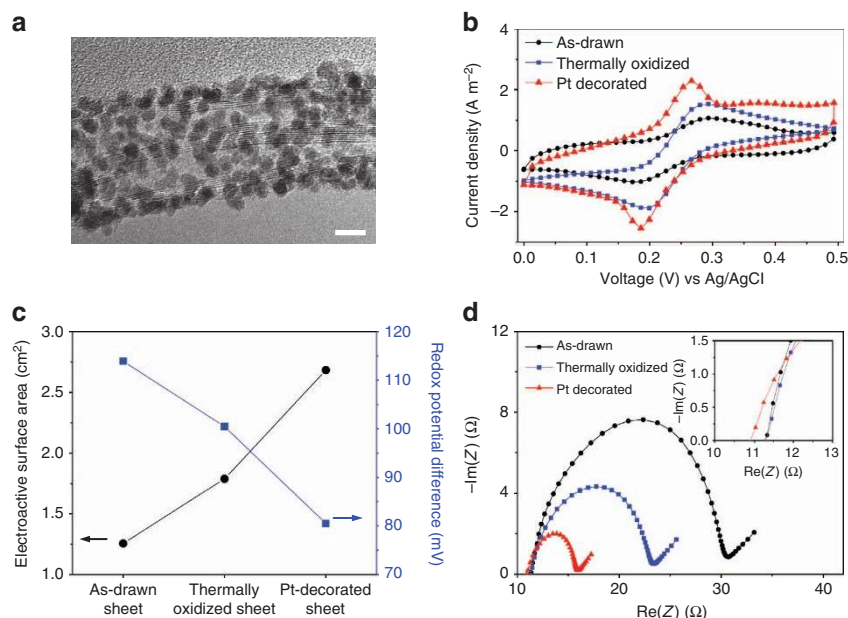 a
b
As-drawn
Thermally oxidized
Pt decorated
Current density (A m−2)
4
2
0
−2
0.0 0.1 0.2 0.3 0.4 0.5
Voltage (V) vs Ag/AgCl
c
Electroactive surface area (cm2)
3.0
2.5
2.0
1.5
1.0
120
110
100
90
80
70
Redox potential difference
(mV)
As-drawn
sheet
Thermally
oxidized sheet
Pt-decorated
sheet
d
As-drawn
Thermally oxidized
Pt decorated
−Im(Z) (Ω)
12
8
4
0
10 20 30 40
Re(Z) (Ω)
−Im(Z) (Ω)
1.5
1.0
0.5
0.0
10 11 12 13
Re(Z) (Ω)